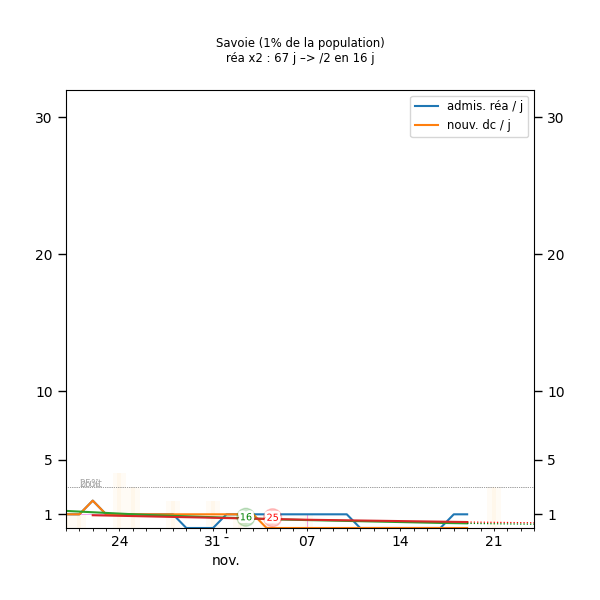 Savoie (1% de la population)
réa x2 : 67 j –> /2 en 16 j
admis. réa / j
nouv. dc / j
30 30
20 20
10 10
5 5
16 25
1 1
24 31 - 07 14 21
nov.